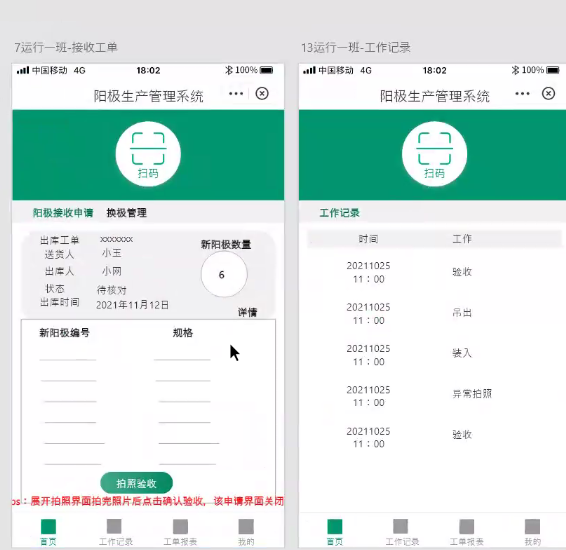 7运行一班-接收工单
中国移动 4G 18:02 100%
阳极生产管理系统
扫码
阳极接收申请 换极管理
出库工单 xxxxxxx
送货人 小玉
出库人 小网
状态 待核对
出库时间 2021年11月12日
新阳极数量
6
详情
新阳极编号 规格
拍照验收
ps：展开拍照界面拍完照片后点击确认验收，该申请界面关闭
首页 工作记录 工单报表 我的
13运行一班-工作记录
中国移动 4G 18:02 100%
阳极生产管理系统
扫码
工作记录
时间 工作
20211025
11：00
验收
20211025
11：00
吊出
20211025
11：00
装入
20211025
11：00
异常拍照
20211025
11：00
验收
首页 工作记录 工单报表 我的